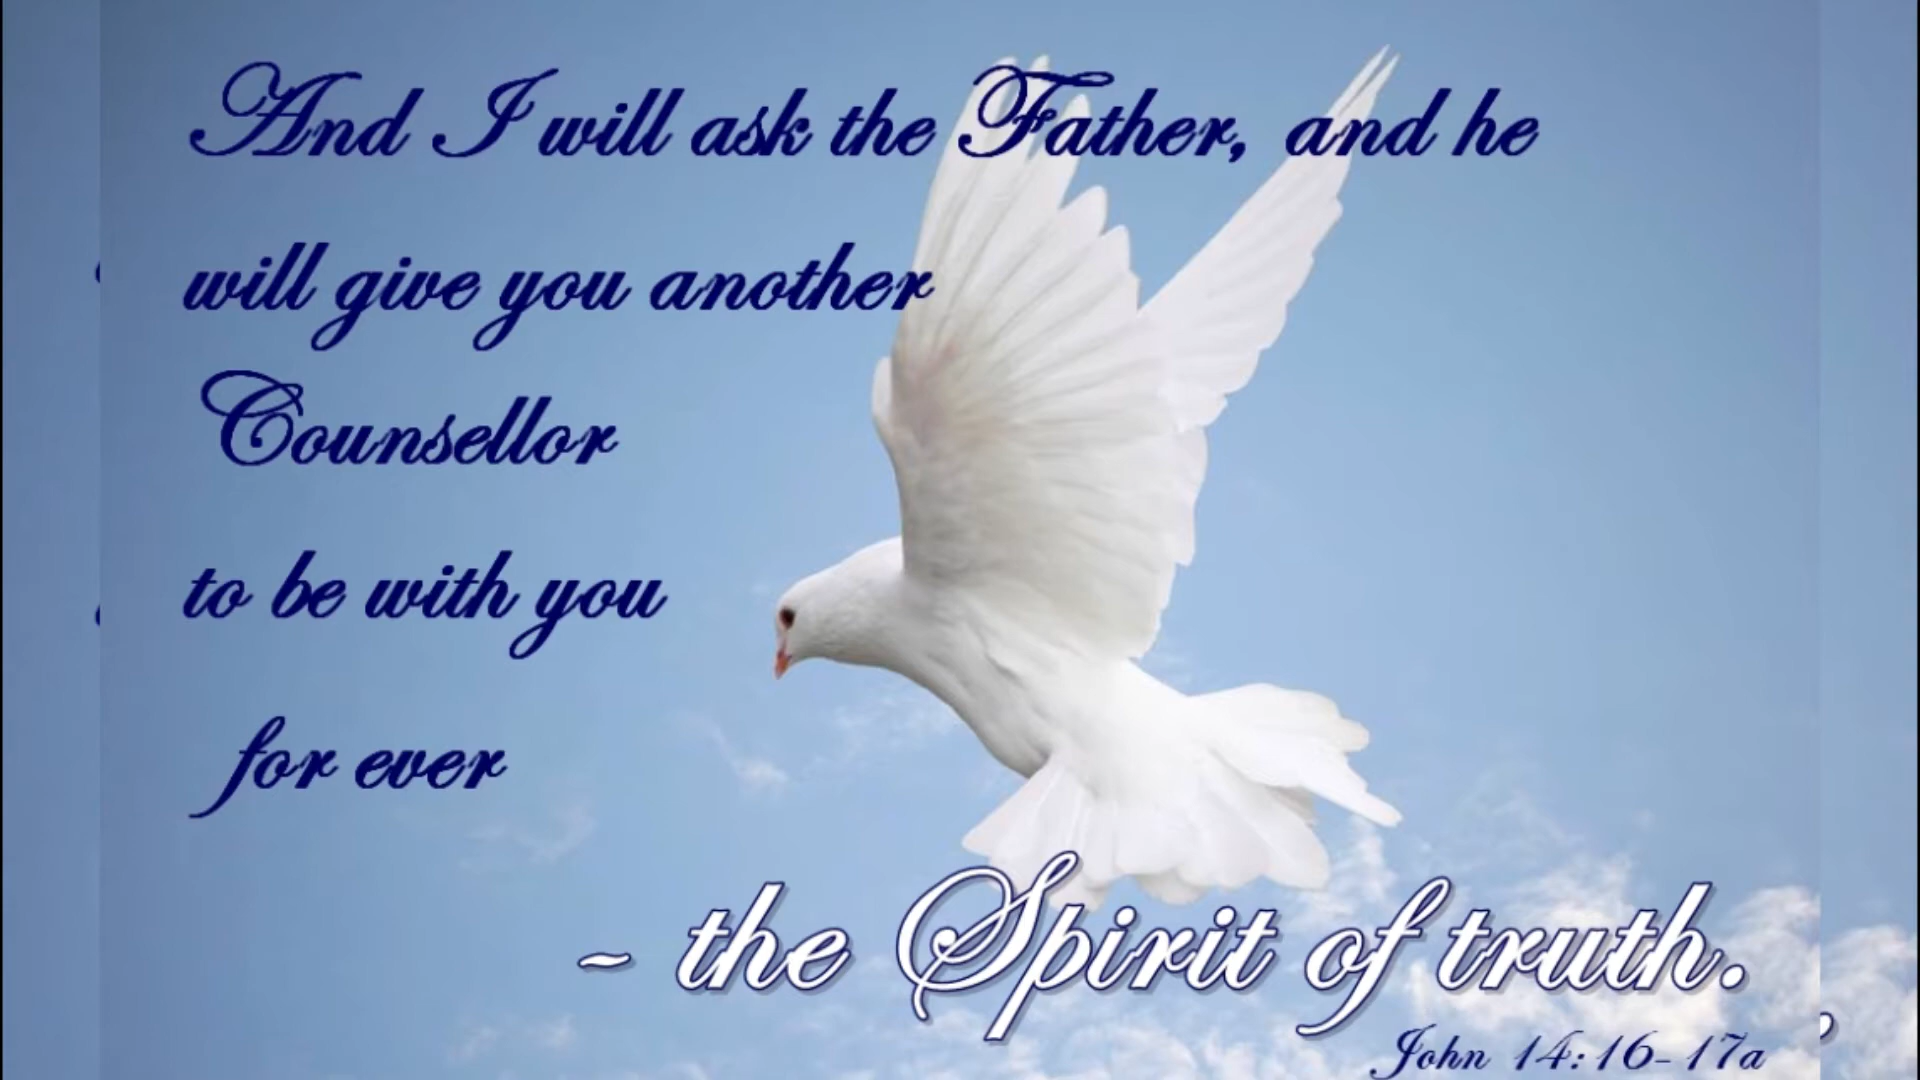 And I will ask the Father, and he
will give you another
Counsellor
to be with you
for ever
~ the Spirit of truth.
John 14:16-17a